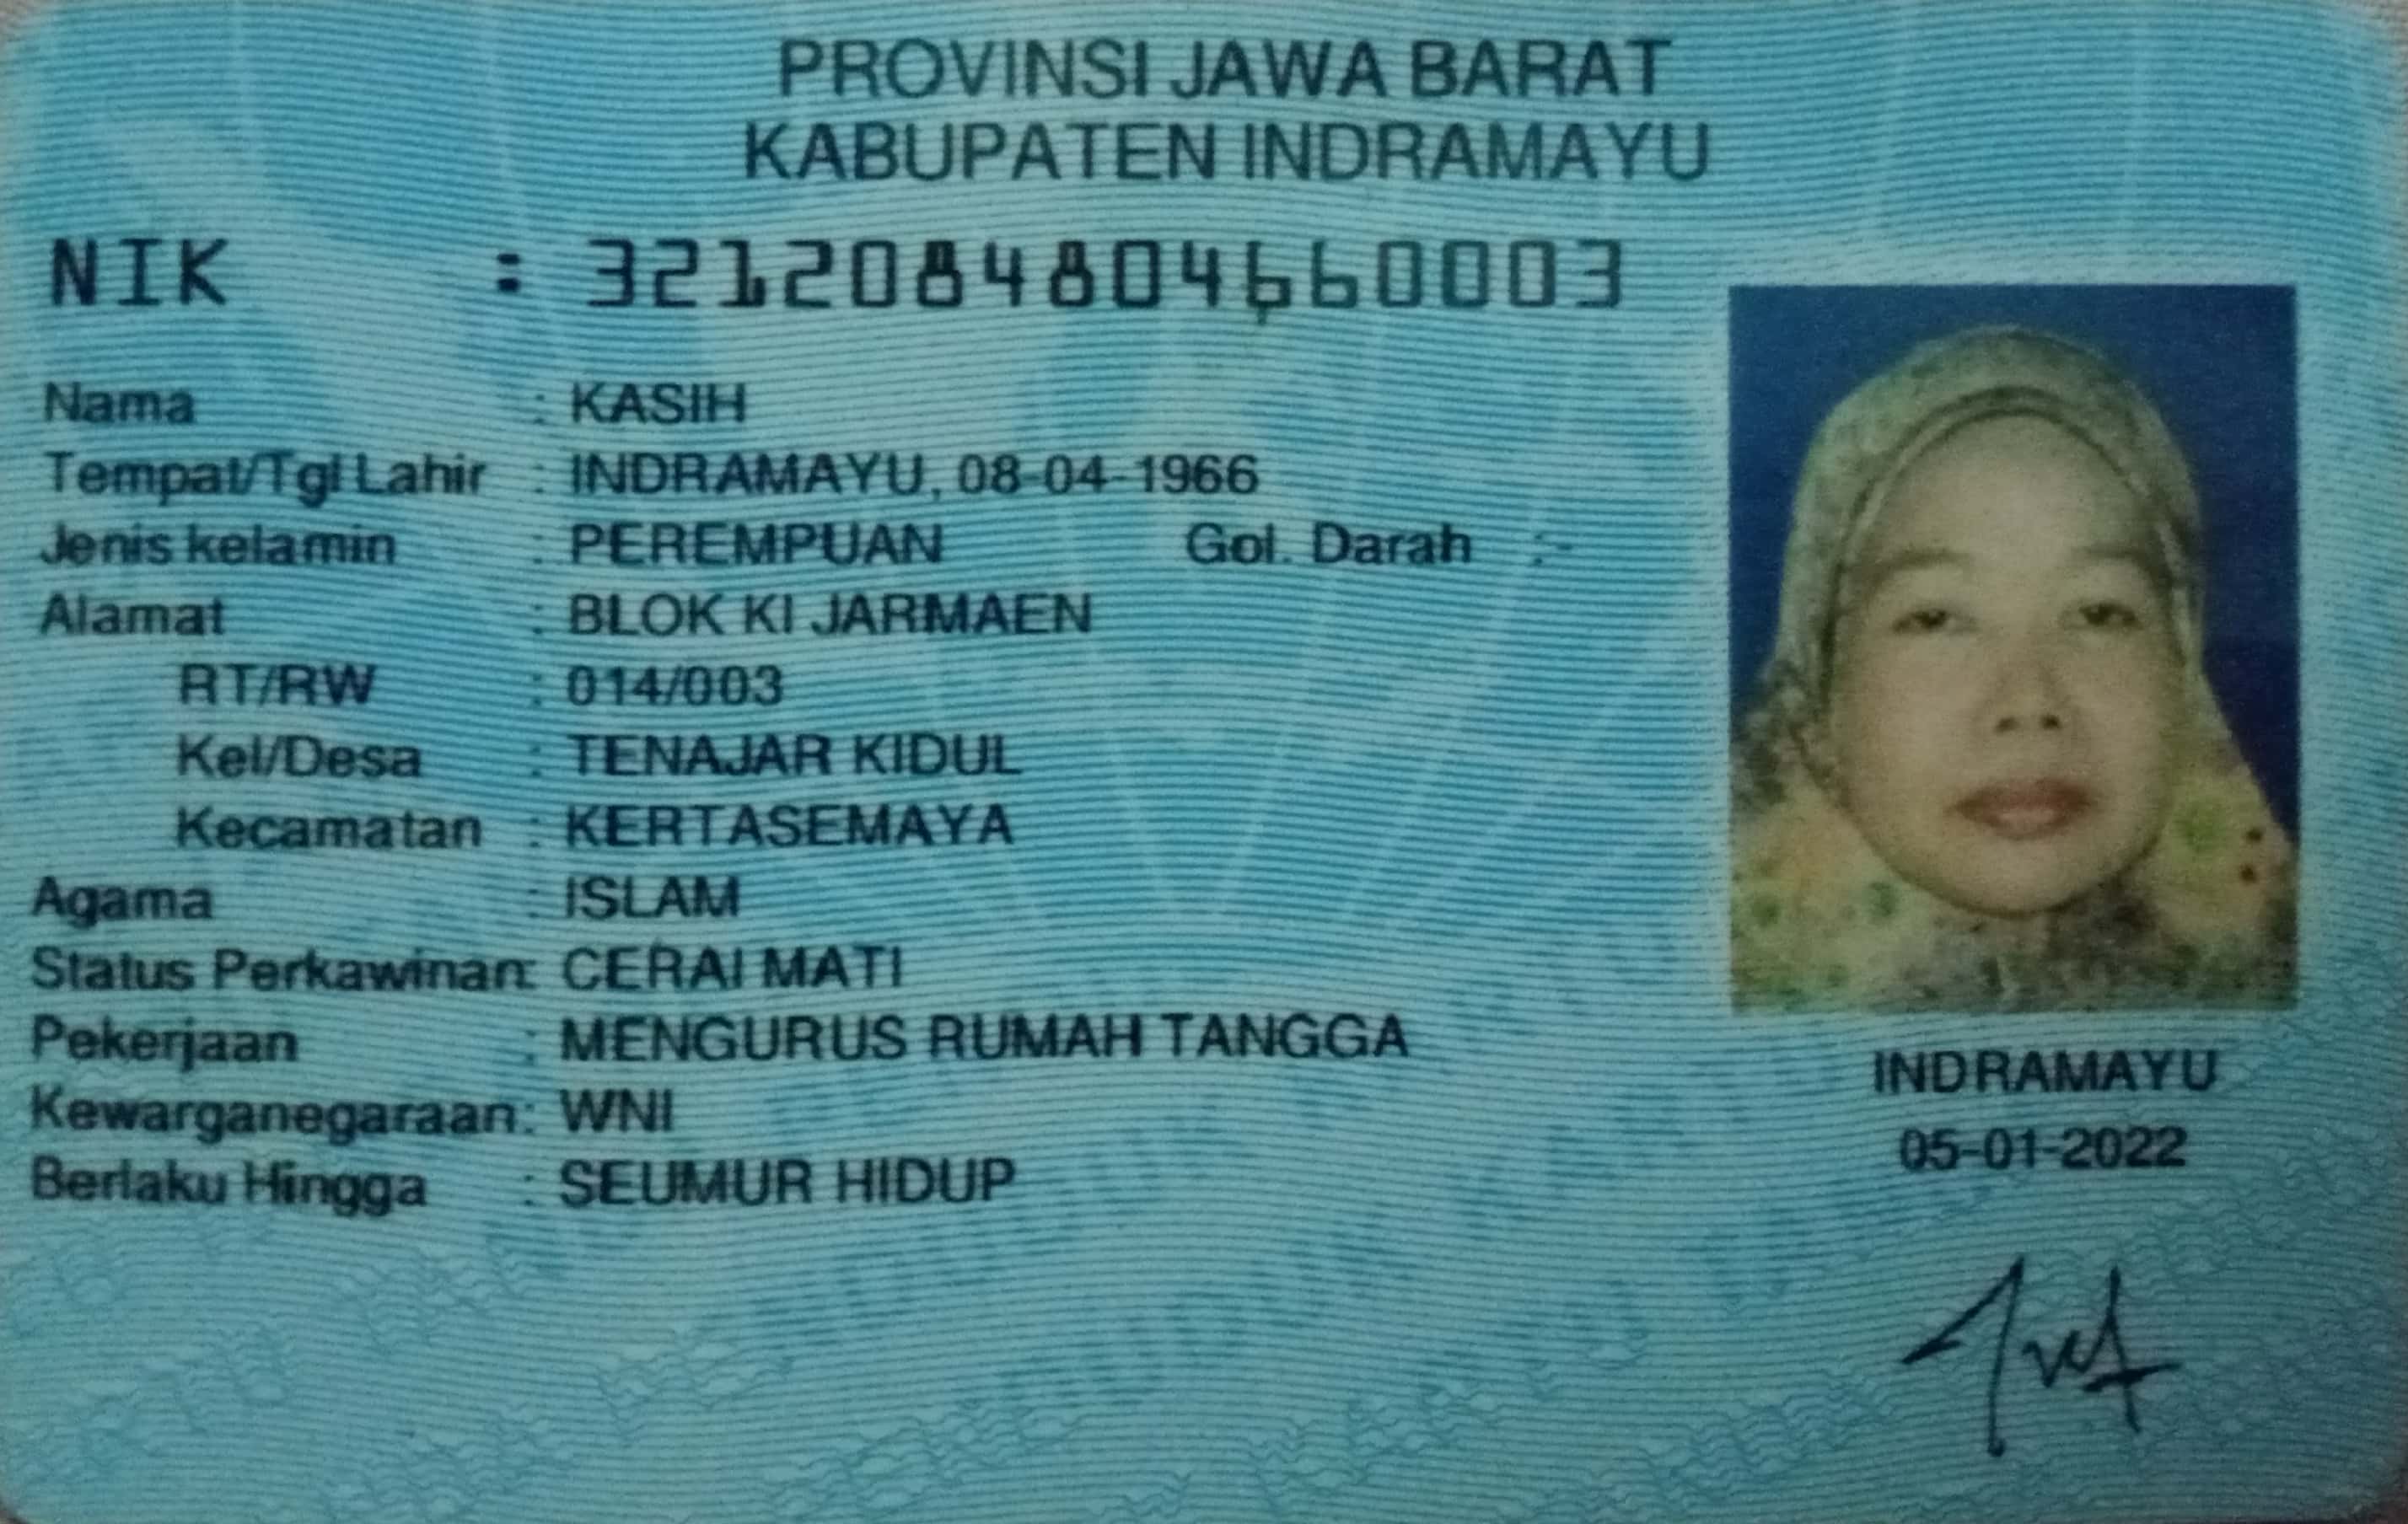 PROVINSI JAWA BARAT
KABUPATEN INDRAMAYU
NIK : 3212084804660003
Nama : KASIH
Tempat/Tgl Lahir : INDRAMAYU, 08-04-1966
Jenis kelamin : PEREMPUAN Gol. Darah :-
Alamat : BLOK KI JARMAEN
RT/RW : 014/003
Kel/Desa : TENAJAR KIDUL
Kecamatan : KERTASEMAYA
Agama : ISLAM
Status Perkawinan: CERAI MATI
Pekerjaan : MENGURUS RUMAH TANGGA
Kewarganegaraan: WNI
Berlaku Hingga : SEUMUR HIDUP
INDRAMAYU
05-01-2022